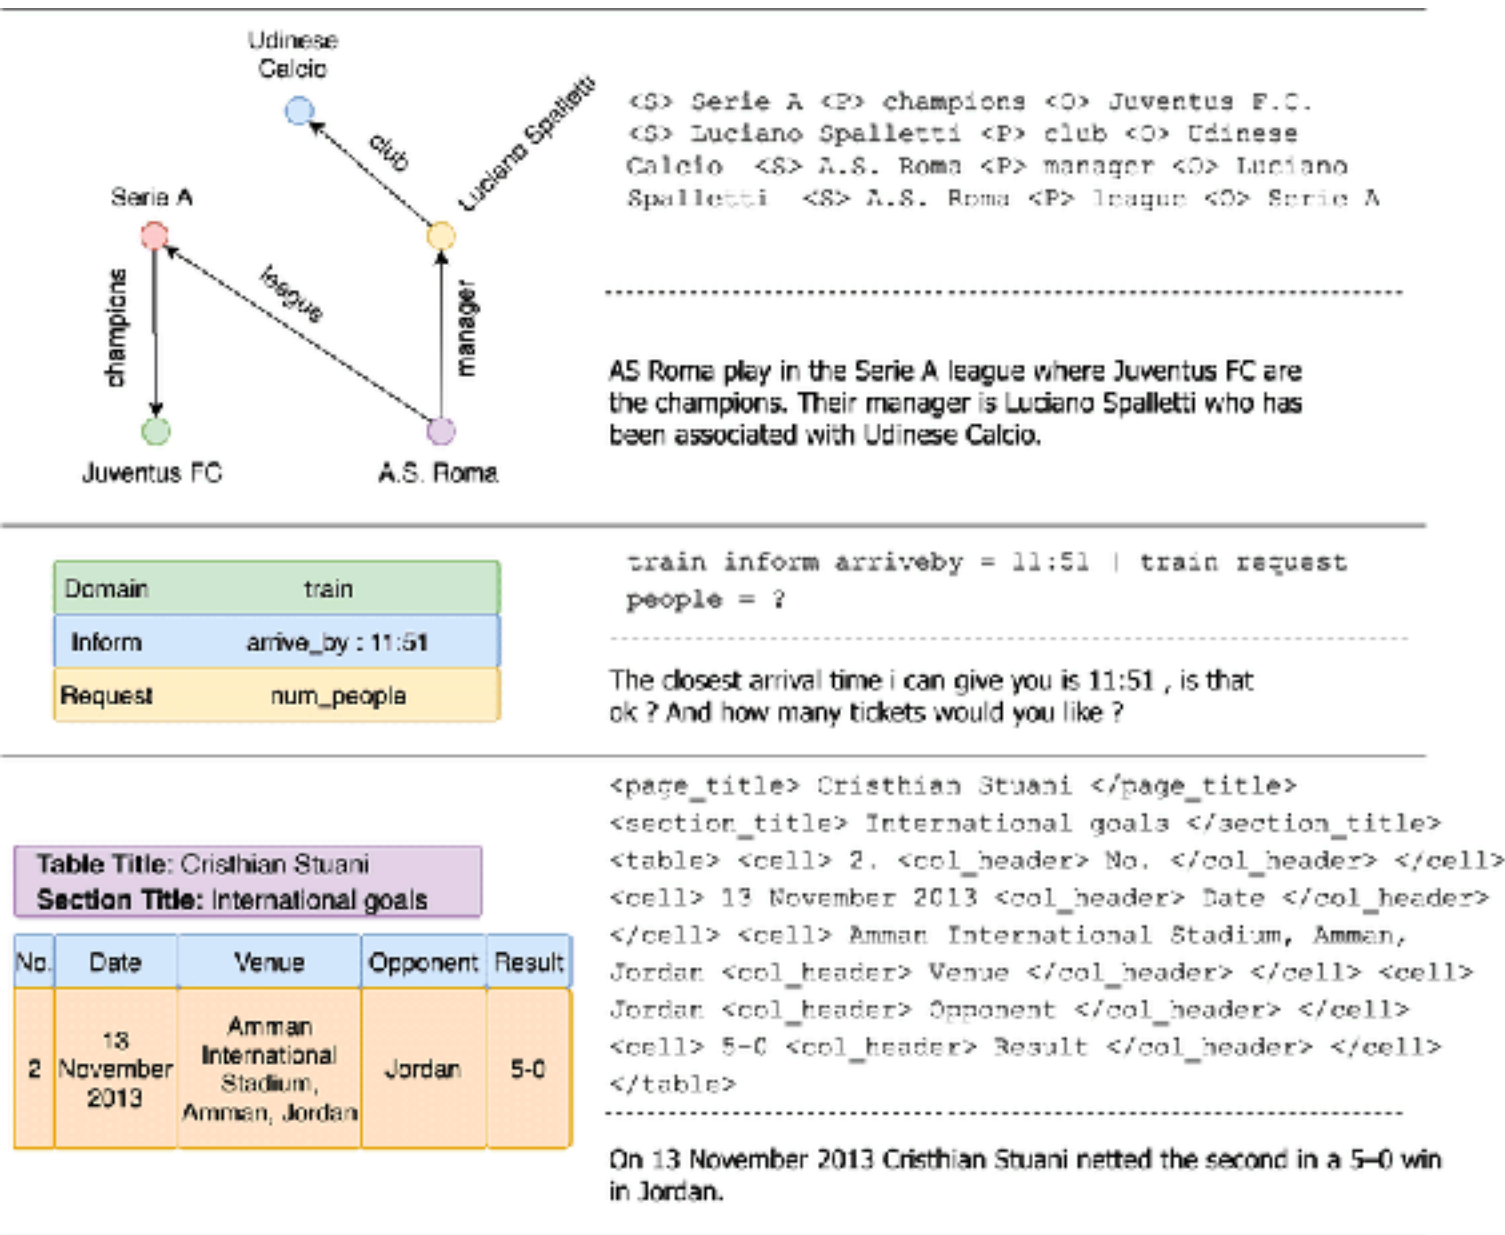 Udinese
Calcio
club
Luciano Spalletti
Serie A
league
champions
manager
Juventus FC
A.S. Roma
<S> Serie A <P> champions <O> Juventus F.C.
<S> Luciano Spalletti <P> club <O> Udinese
Calcio <S> A.S. Roma <P> manager <O> Luciano
Spalletti <S> A.S. Roma <P> league <O> Serie A
AS Roma play in the Serie A league where Juventus FC are
the champions. Their manager is Luciano Spalletti who has
been associated with Udinese Calcio.
Domain train
Inform arrive_by : 11:51
Request num_people
train inform arriveby = 11:51 | train request
people = ?
The closest arrival time i can give you is 11:51 , is that
ok ? And how many tickets would you like ?
Table Title: Cristhian Stuani
Section Title: International goals
No. Date Venue Opponent Result
2
13
November
2013
Amman
International
Stadium,
Amman, Jordan
Jordan
5-0
<page_title> Cristhian Stuani </page_title>
<section_title> International goals </section_title>
<table> <cell> 2. <col_header> No. </col_header> </cell>
<cell> 13 November 2013 <col_header> Date </col_header>
</cell> <cell> Amman International Stadium, Amman,
Jordan <col_header> Venue </col_header> </cell> <cell>
Jordan <col_header> Opponent </col_header> </cell>
<cell> 5-0 <col_header> Result </col_header> </cell>
</table>
On 13 November 2013 Cristhian Stuani netted the second in a 5–0 win
in Jordan.